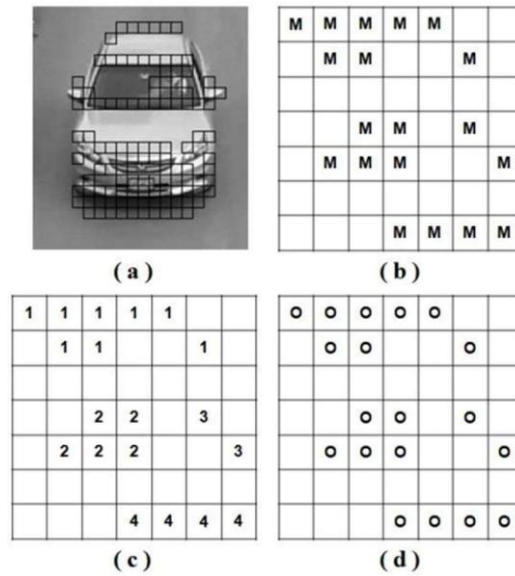 M M M M M
M M M
M M M
M M M M
M M M M
( a ) ( b )
1 1 1 1 1
1 1 1
2 2 3
2 2 2 3
4 4 4 4
O O O O O
O O O
O O O
O O O O
O O O O
( c ) ( d )